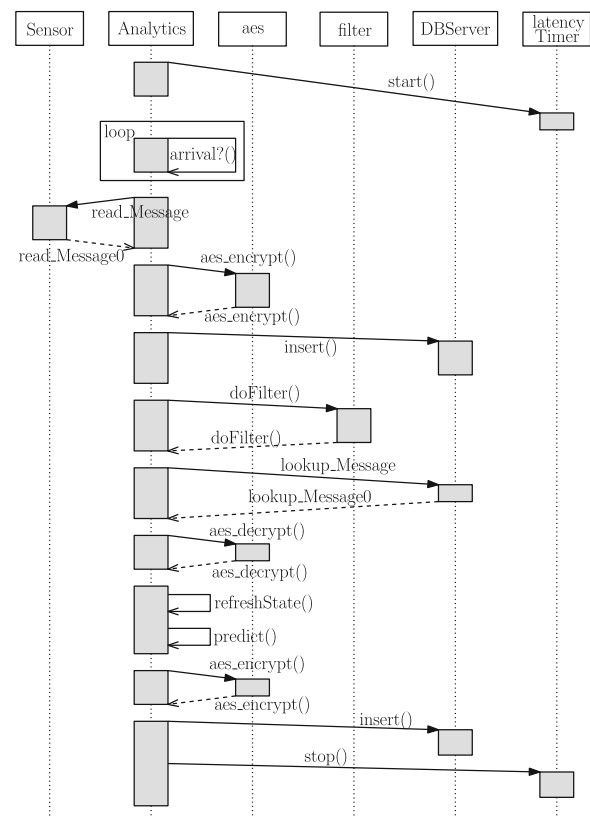 Sensor
Analytics
aes
filter
DBServer
latency
Timer
start()
loop
arrival?()
read_Message
read_Message0
aes_encrypt()
aes_encrypt()
insert()
doFilter()
doFilter()
lookup_Message
lookup_Message0
aes_decrypt()
aes_decrypt()
refreshState()
predict()
aes_encrypt()
aes_encrypt()
insert()
stop()